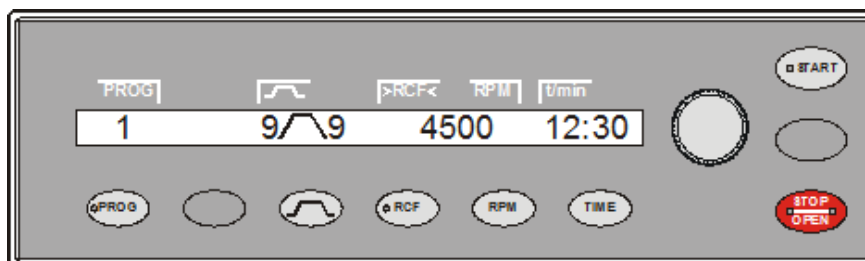 PROG >RCF< RPM t/min
1 9 9 4500 12:30
START
PROG RCF RPM TIME
STOP
OPEN